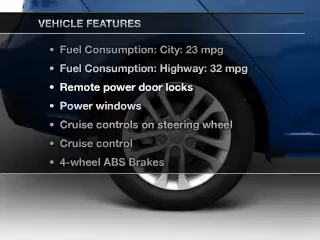 VEHICLE FEATURES
• Fuel Consumption: City: 23 mpg
• Fuel Consumption: Highway: 32 mpg
• Remote power door locks
• Power windows
• Cruise controls on steering wheel
• Cruise control
• 4-wheel ABS Brakes